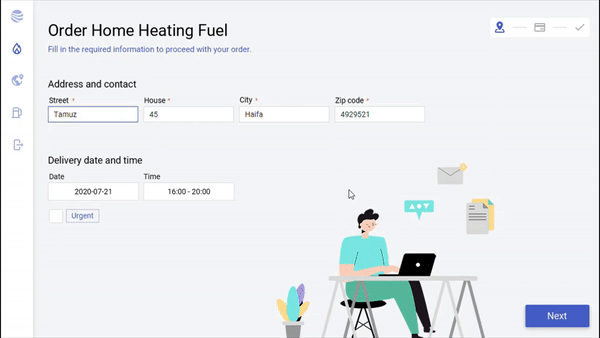 Order Home Heating Fuel
Fill in the required information to proceed with your order.
Address and contact
Street * House * City * Zip code *
Tamuz 45 Haifa 4929521
Delivery date and time
Date Time
2020-07-21 16:00 - 20:00
Urgent
Next